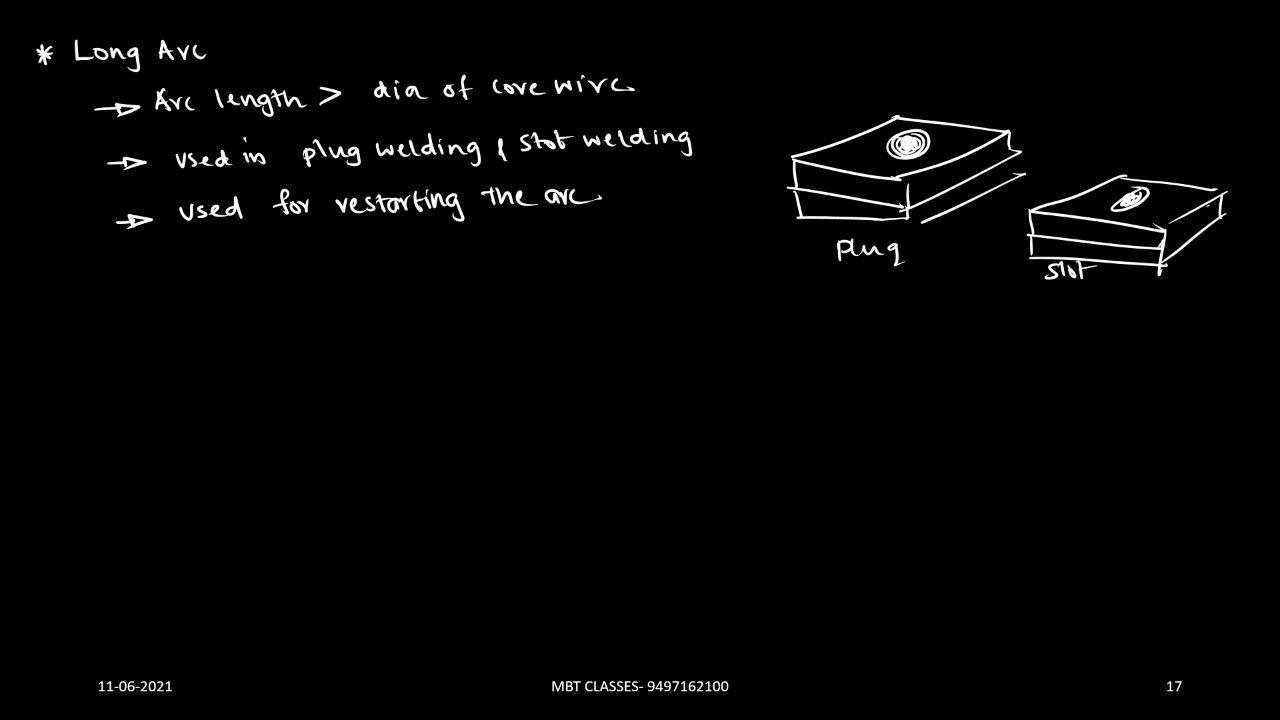 * Long Arc
→ Arc length > dia of core wire
→ used in plug welding & slot welding
→ used for restarting the arc
plug
slot
11-06-2021 MBT CLASSES- 9497162100 17